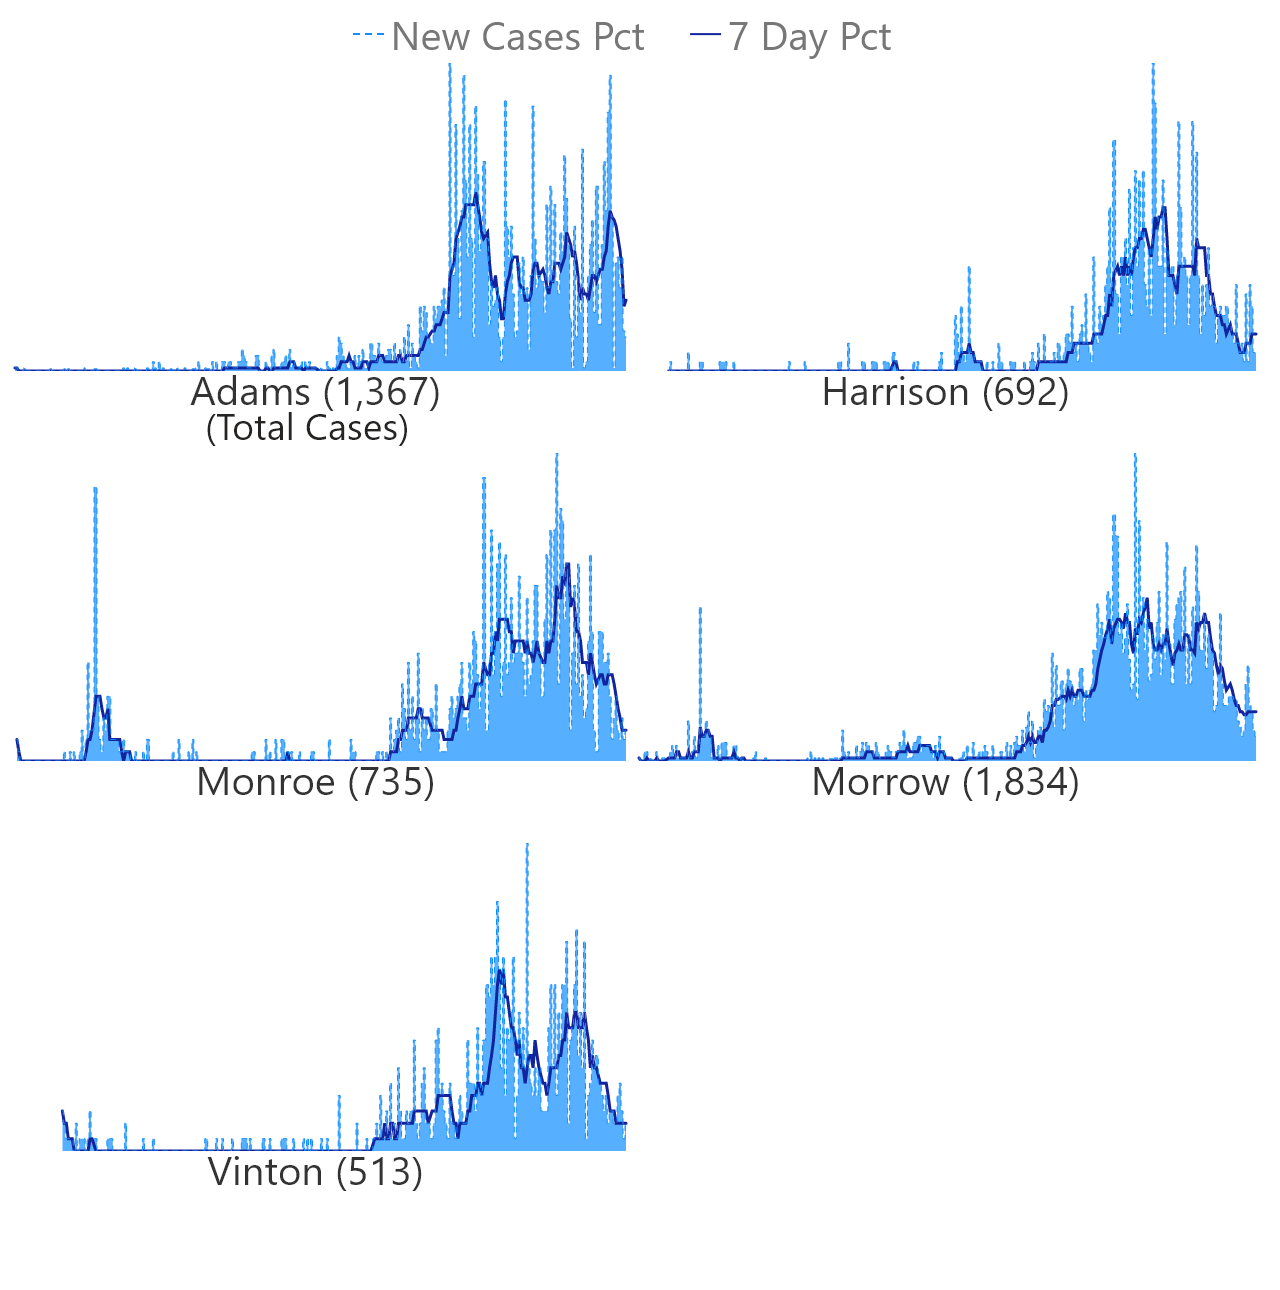 New Cases Pct 7 Day Pct
Adams (1,367) Harrison (692)
(Total Cases)
Monroe (735) Morrow (1,834)
Vinton (513)